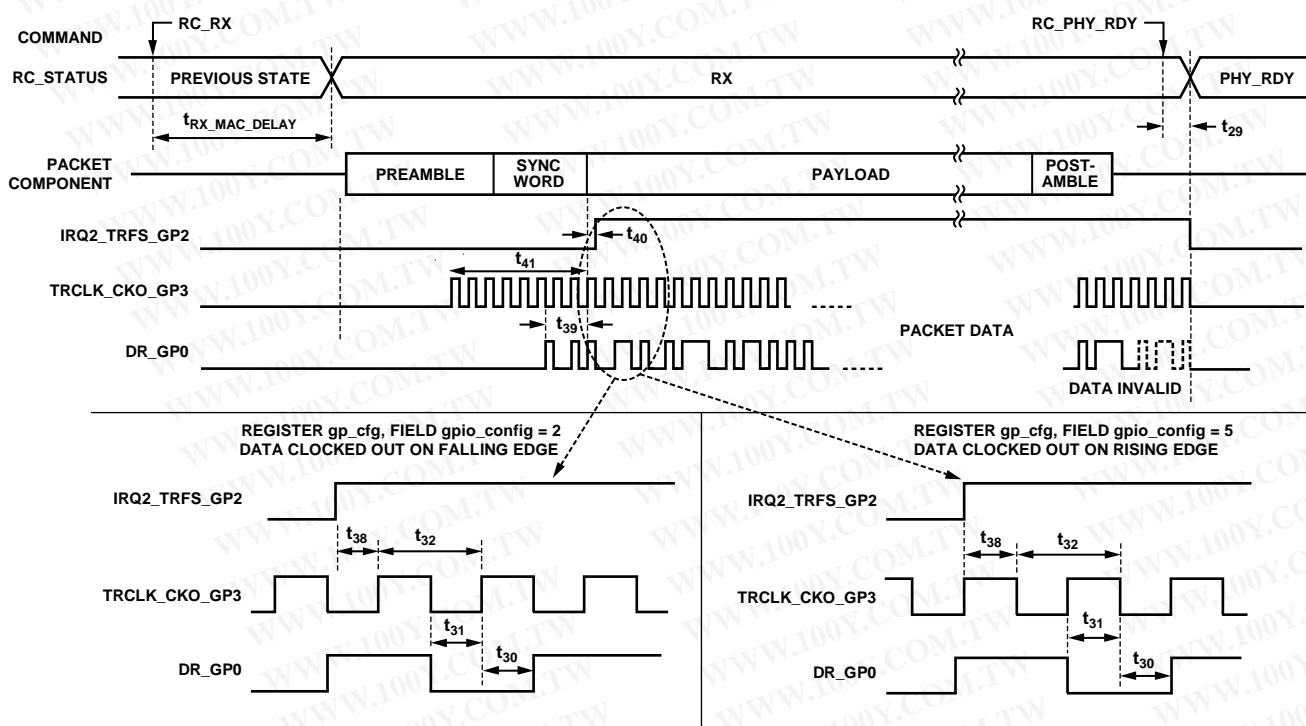 RC_RX
RC_PHY_RDY
COMMAND
RC_STATUS
PREVIOUS STATE
RX
PHY_RDY
tRX_MAC_DELAY
t29
PACKET
COMPONENT
PREAMBLE
SYNC
WORD
PAYLOAD
POST-
AMBLE
IRQ2_TRFS_GP2
t40
t41
TRCLK_CKO_GP3
t39
PACKET DATA
DR_GP0
DATA INVALID
REGISTER gp_cfg, FIELD gpio_config = 2
DATA CLOCKED OUT ON FALLING EDGE
IRQ2_TRFS_GP2
t38
t32
TRCLK_CKO_GP3
t31
t30
DR_GP0
REGISTER gp_cfg, FIELD gpio_config = 5
DATA CLOCKED OUT ON RISING EDGE
IRQ2_TRFS_GP2
t38
t32
TRCLK_CKO_GP3
t31
t30
DR_GP0
WWW.100Y.COM.TW